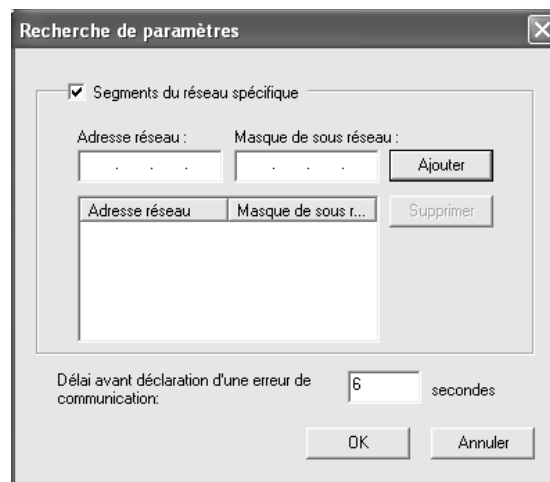 Recherche de paramètres
Segments du réseau spécifique
Adresse réseau :
Masque de sous réseau :
. . .
. . .
Ajouter
Adresse réseau
Masque de sous r...
Supprimer
Délai avant déclaration d'une erreur de
communication:
6
secondes
OK
Annuler